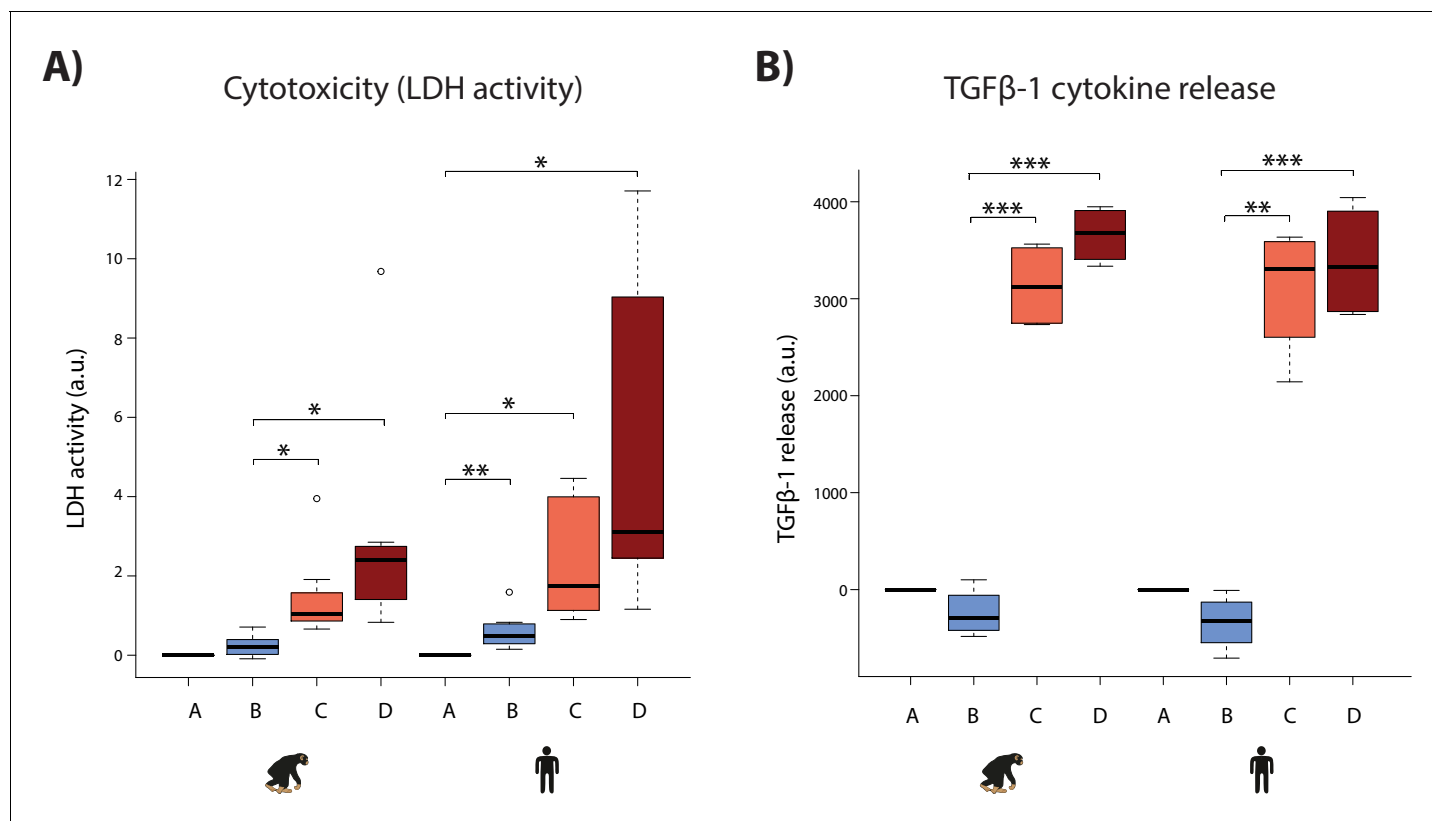 A)
Cytotoxicity (LDH activity)
LDH activity (a.u.)
12
10
8
6
4
2
0
*
*
*
*
**
*
A B C D A B C D
B)
TGFβ-1 cytokine release
TGFβ-1 release (a.u.)
4000
3000
2000
1000
0
***
***
***
**
A B C D A B C D